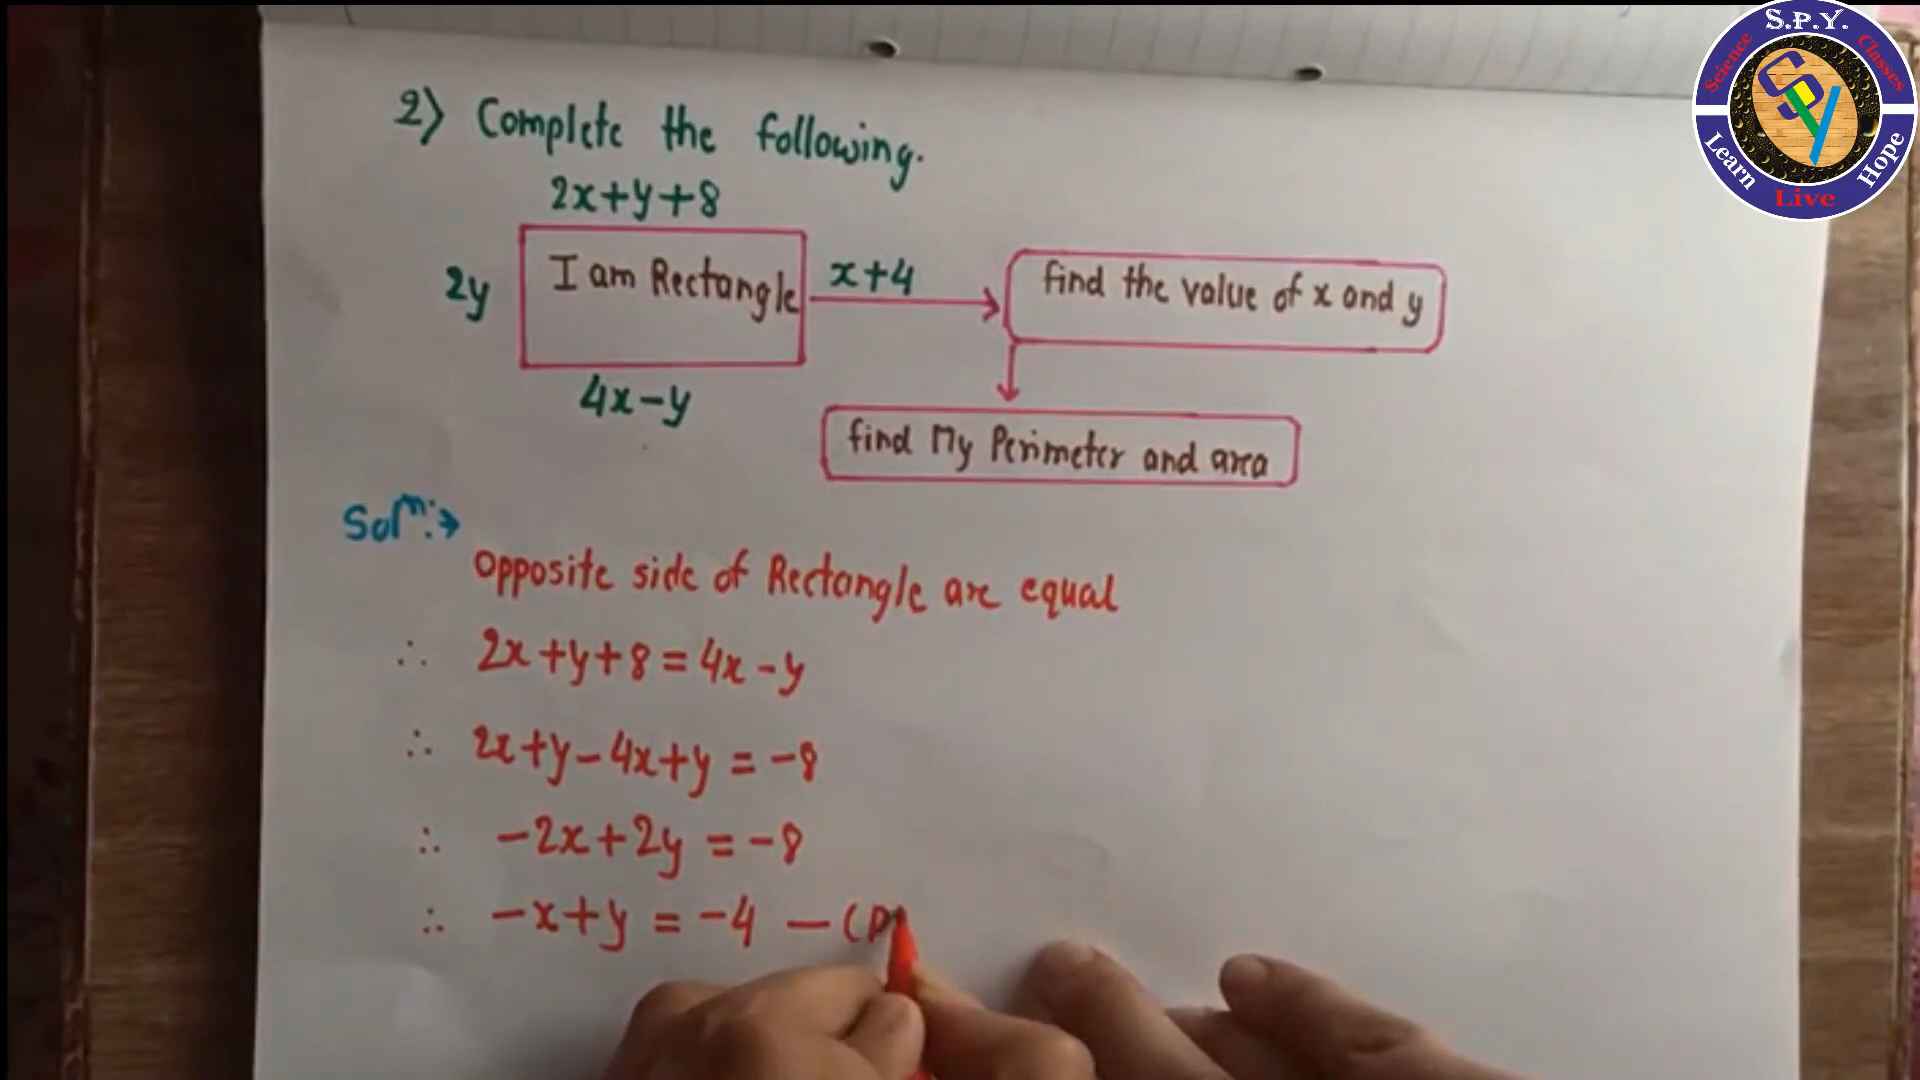 S.P.Y.
Science
Classes
SPY
Learn
Live
Hope
2) Complete the following.
2x+y+8
2y
I am Rectangle
x+4
find the value of x and y
4x-y
find My Perimeter and area
Solⁿ:→
Opposite side of Rectangle are equal
∴ 2x+y+8=4x-y
∴ 2x+y-4x+y = -8
∴ -2x+2y = -8
∴ -x+y = -4 —(1)